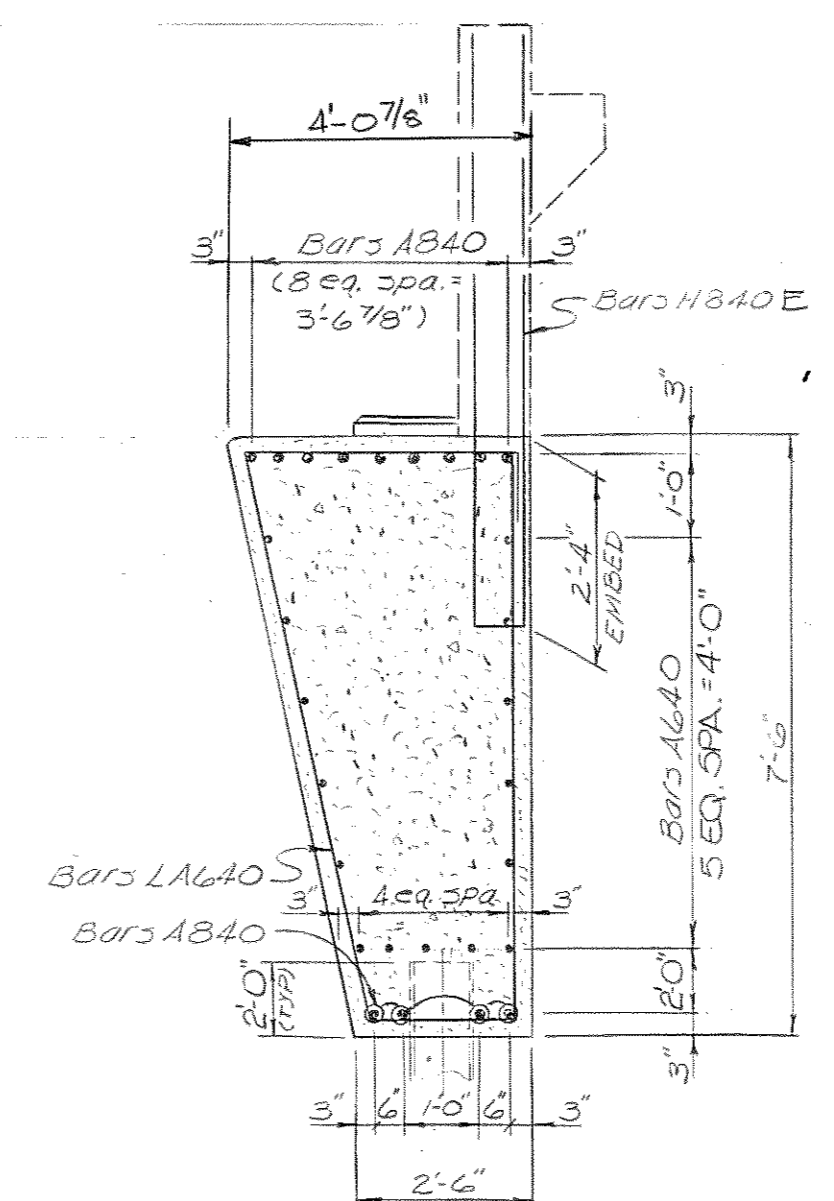 4'-0 7/8"
3"
Bars A840
3"
(8 eq. spa. =
3'-6 7/8")
Bars H840E
3"
1'-0"
2'-4"
EMBED
Bars A640
5 EQ. SPA. = 4'-0"
7'-6"
Bars LA640
3"
4 eq. spa.
3"
Bars A840
2'-0"
(TYP)
2'-0"
3"
3"
6"
1'-0"
6"
3"
2'-6"